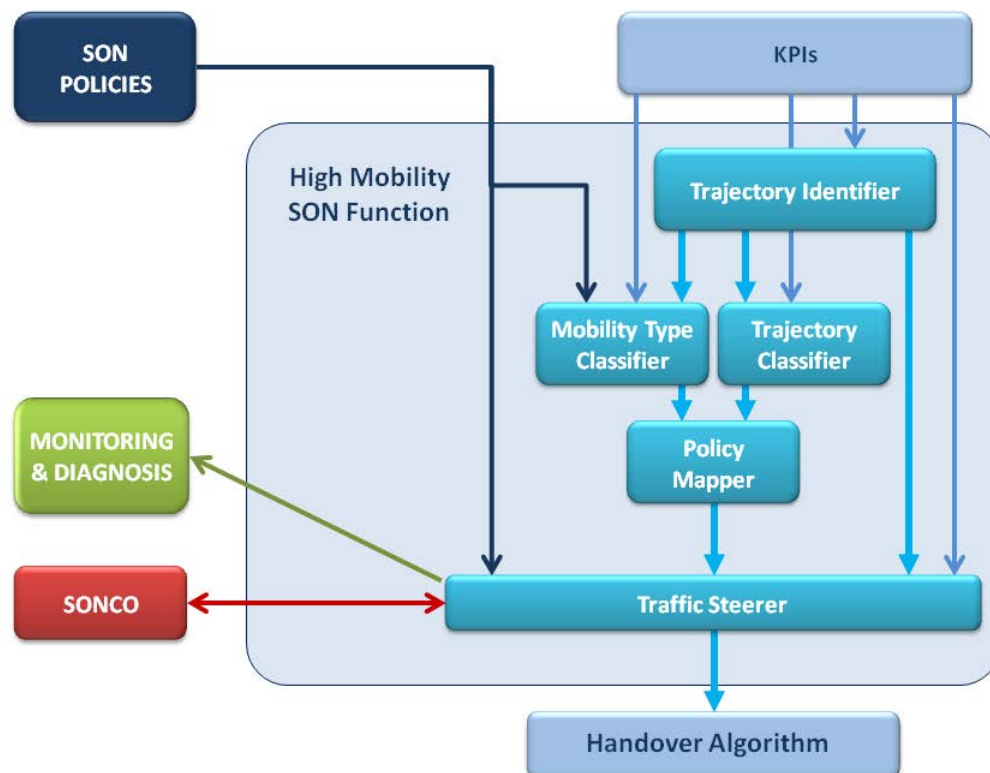 SON
POLICIES
KPIs
High Mobility
SON Function
Trajectory Identifier
Mobility Type
Classifier
Trajectory
Classifier
MONITORING
& DIAGNOSIS
Policy
Mapper
SONCO
Traffic Steerer
Handover Algorithm